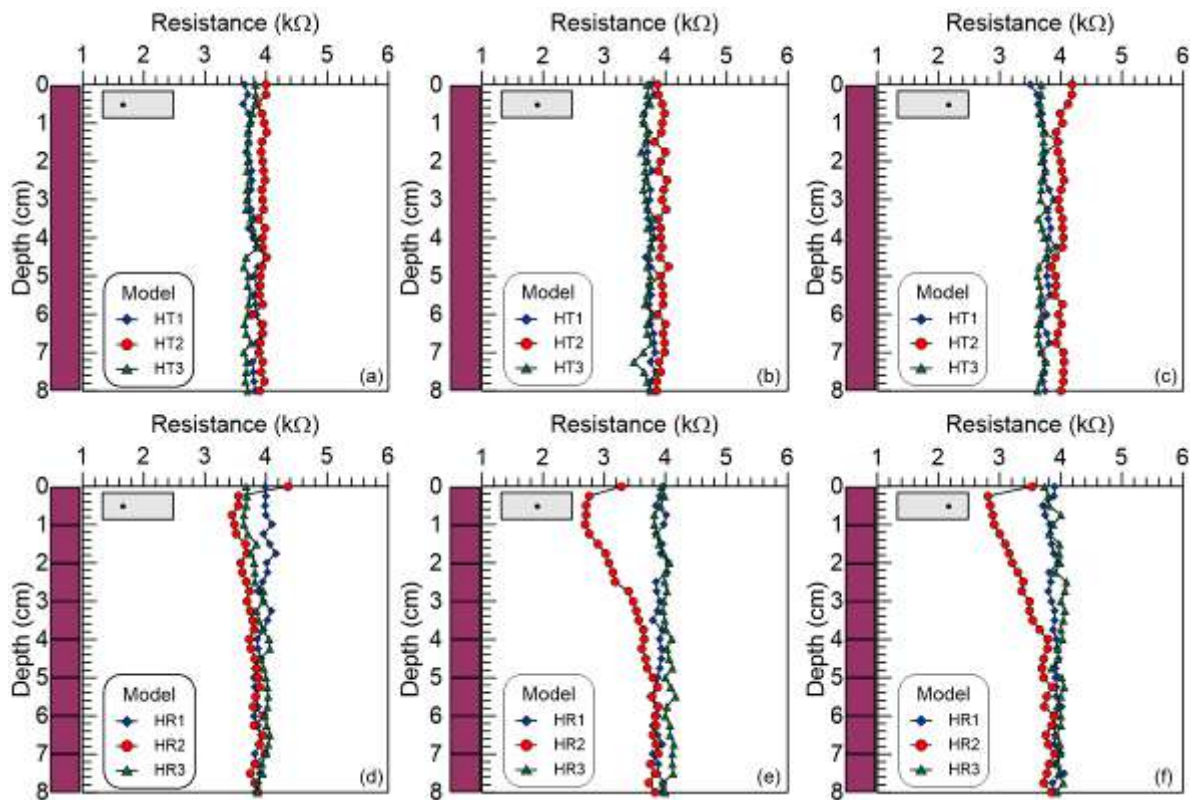 Resistance (kΩ) Resistance (kΩ) Resistance (kΩ)
1 2 3 4 5 6 1 2 3 4 5 6 1 2 3 4 5 6
0 0 0
1 1 1
2 2 2
3 3 3
4 4 4
5 5 5
6 6 6
7 7 7
8 8 8
Depth (cm) Depth (cm) Depth (cm)
Model Model Model
HT1 HT1 HT1
HT2 HT2 HT2
HT3 HT3 HT3
(a) (b) (c)
Resistance (kΩ) Resistance (kΩ) Resistance (kΩ)
1 2 3 4 5 6 1 2 3 4 5 6 1 2 3 4 5 6
0 0 0
1 1 1
2 2 2
3 3 3
4 4 4
5 5 5
6 6 6
7 7 7
8 8 8
Depth (cm) Depth (cm) Depth (cm)
Model Model Model
HR1 HR1 HR1
HR2 HR2 HR2
HR3 HR3 HR3
(d) (e) (f)